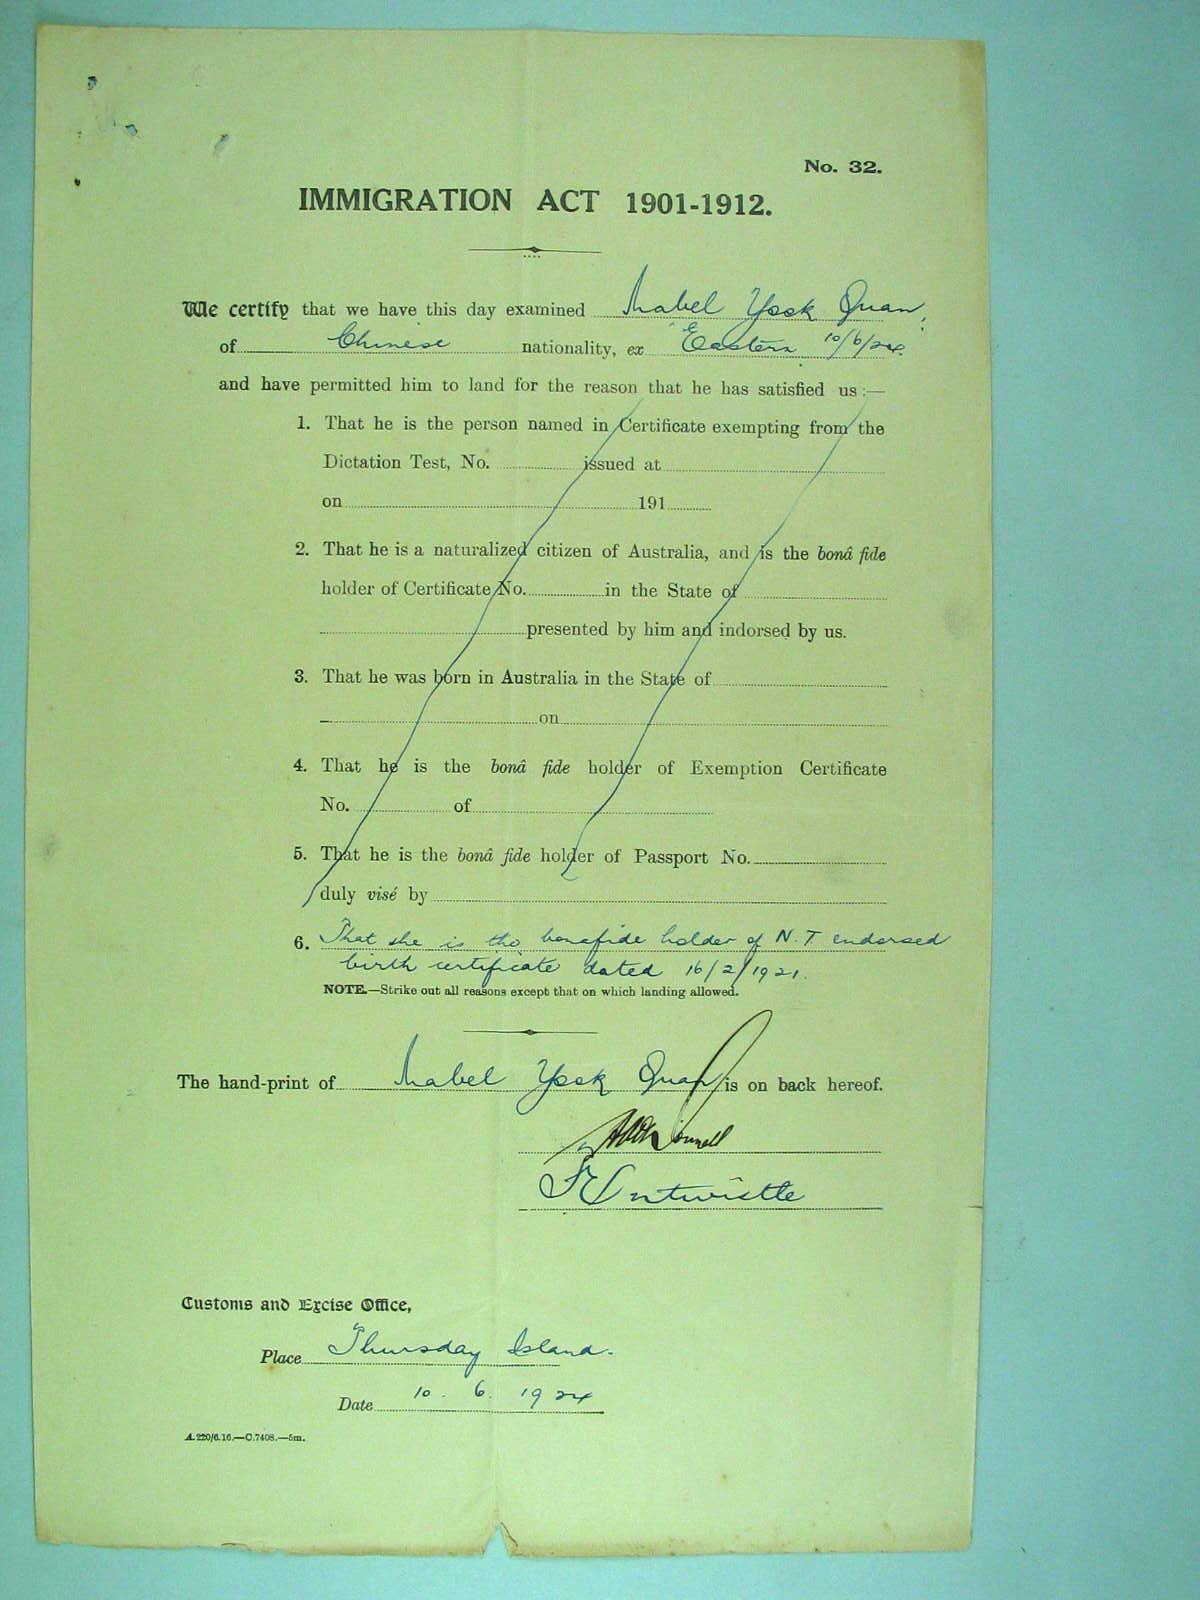 No. 32.
IMMIGRATION ACT 1901-1912.
We certify that we have this day examined Mabel Yook Quan,
of Chinese nationality, ex "Eastern 10/6/24.
and have permitted him to land for the reason that he has satisfied us :—
1. That he is the person named in Certificate exempting from the
Dictation Test, No. issued at
on 191
2. That he is a naturalized citizen of Australia, and is the bonâ fide
holder of Certificate No. in the State of
presented by him and indorsed by us.
3. That he was born in Australia in the State of
on
4. That he is the bonâ fide holder of Exemption Certificate
No. of
5. That he is the bonâ fide holder of Passport No.
duly visé by
6. That she is the bonafide holder of N.T endorsed
birth certificate dated 16/2/1921.
NOTE.—Strike out all reasons except that on which landing allowed.
The hand-print of Mabel Yook Quan is on back hereof.
F Entwistle
Customs and Excise Office,
Place Thursday Island.
Date 10. 6. 1924
A.220/6.16.—C.7408.—5m.